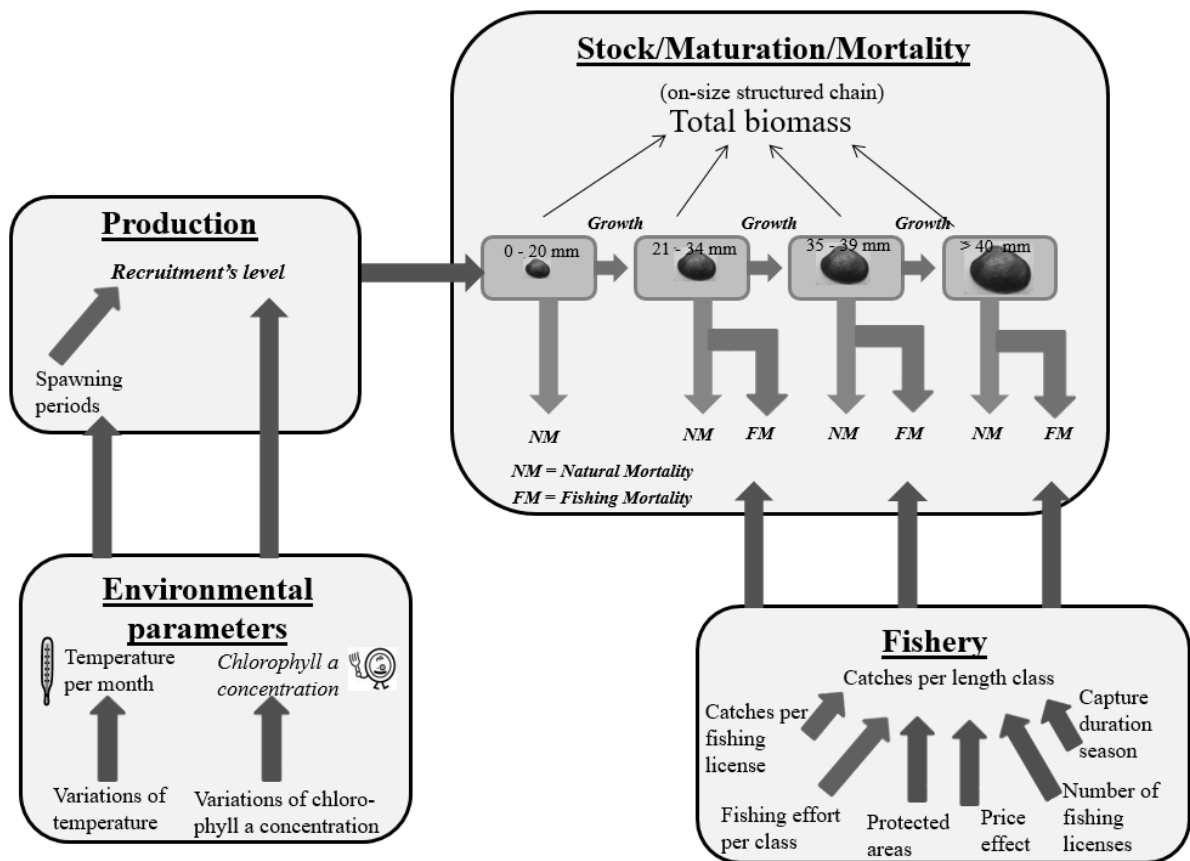 Stock/Maturation/Mortality
(on-size structured chain)
Total biomass
Growth
Growth
Growth
0 - 20 mm
21 - 34 mm
35 - 39 mm
> 40 mm
NM
NM
FM
NM
FM
NM
FM
NM = Natural Mortality
FM = Fishing Mortality
Production
Recruitment's level
Spawning
periods
Environmental
parameters
Temperature
per month
Chlorophyll a
concentration
Variations of
temperature
Variations of chloro-
phyll a concentration
Fishery
Catches per length class
Catches per
fishing
license
Fishing effort
per class
Protected
areas
Price
effect
Number of
fishing
licenses
Capture
duration
season